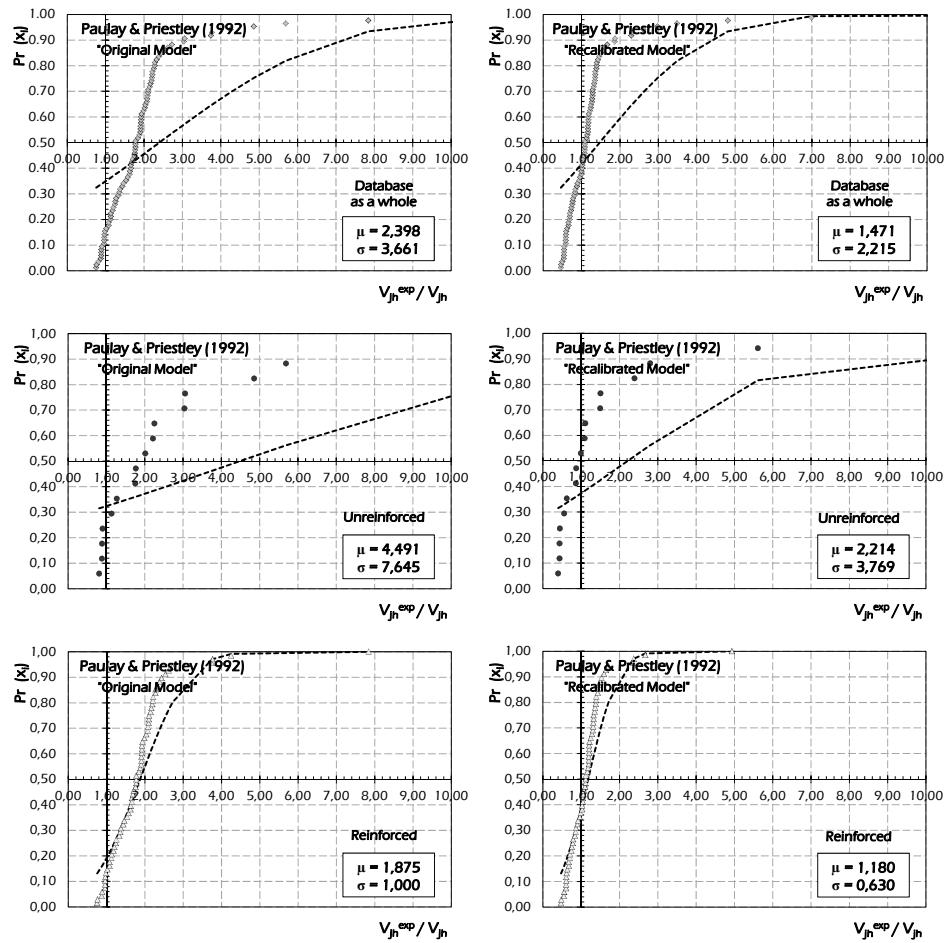 Paulay & Priestley (1992)
"Original Model"
Pr (xi)
1.00
0.90
0.80
0.70
0.60
0.50
0.40
0.30
0.20
0.10
0.00
0.00 1.00 2.00 3.00 4.00 5.00 6.00 7.00 8.00 9.00 10.00
Database
as a whole
μ = 2,398
σ = 3,661
Vjh^exp / Vjh
Paulay & Priestley (1992)
"Recalibrated Model"
Pr (xi)
1.00
0.90
0.80
0.70
0.60
0.50
0.40
0.30
0.20
0.10
0.00
0.00 1.00 2.00 3.00 4.00 5.00 6.00 7.00 8.00 9.00 10.00
Database
as a whole
μ = 1,471
σ = 2,215
Vjh^exp / Vjh
Paulay & Priestley (1992)
"Original Model"
Pr (xi)
1,00
0,90
0,80
0,70
0,60
0,50
0,40
0,30
0,20
0,10
0,00
0,00 1,00 2,00 3,00 4,00 5,00 6,00 7,00 8,00 9,00 10,00
Unreinforced
μ = 4,491
σ = 7,645
Vjh^exp / Vjh
Paulay & Priestley (1992)
"Recalibrated Model"
Pr (xi)
1,00
0,90
0,80
0,70
0,60
0,50
0,40
0,30
0,20
0,10
0,00
0,00 1,00 2,00 3,00 4,00 5,00 6,00 7,00 8,00 9,00 10,00
Unreinforced
μ = 2,214
σ = 3,769
Vjh^exp / Vjh
Paulay & Priestley (1992)
"Original Model"
Pr (xi)
1,00
0,90
0,80
0,70
0,60
0,50
0,40
0,30
0,20
0,10
0,00
0,00 1,00 2,00 3,00 4,00 5,00 6,00 7,00 8,00 9,00 10,00
Reinforced
μ = 1,875
σ = 1,000
Vjh^exp / Vjh
Paulay & Priestley (1992)
"Recalibrated Model"
Pr (xi)
1,00
0,90
0,80
0,70
0,60
0,50
0,40
0,30
0,20
0,10
0,00
0,00 1,00 2,00 3,00 4,00 5,00 6,00 7,00 8,00 9,00 10,00
Reinforced
μ = 1,180
σ = 0,630
Vjh^exp / Vjh